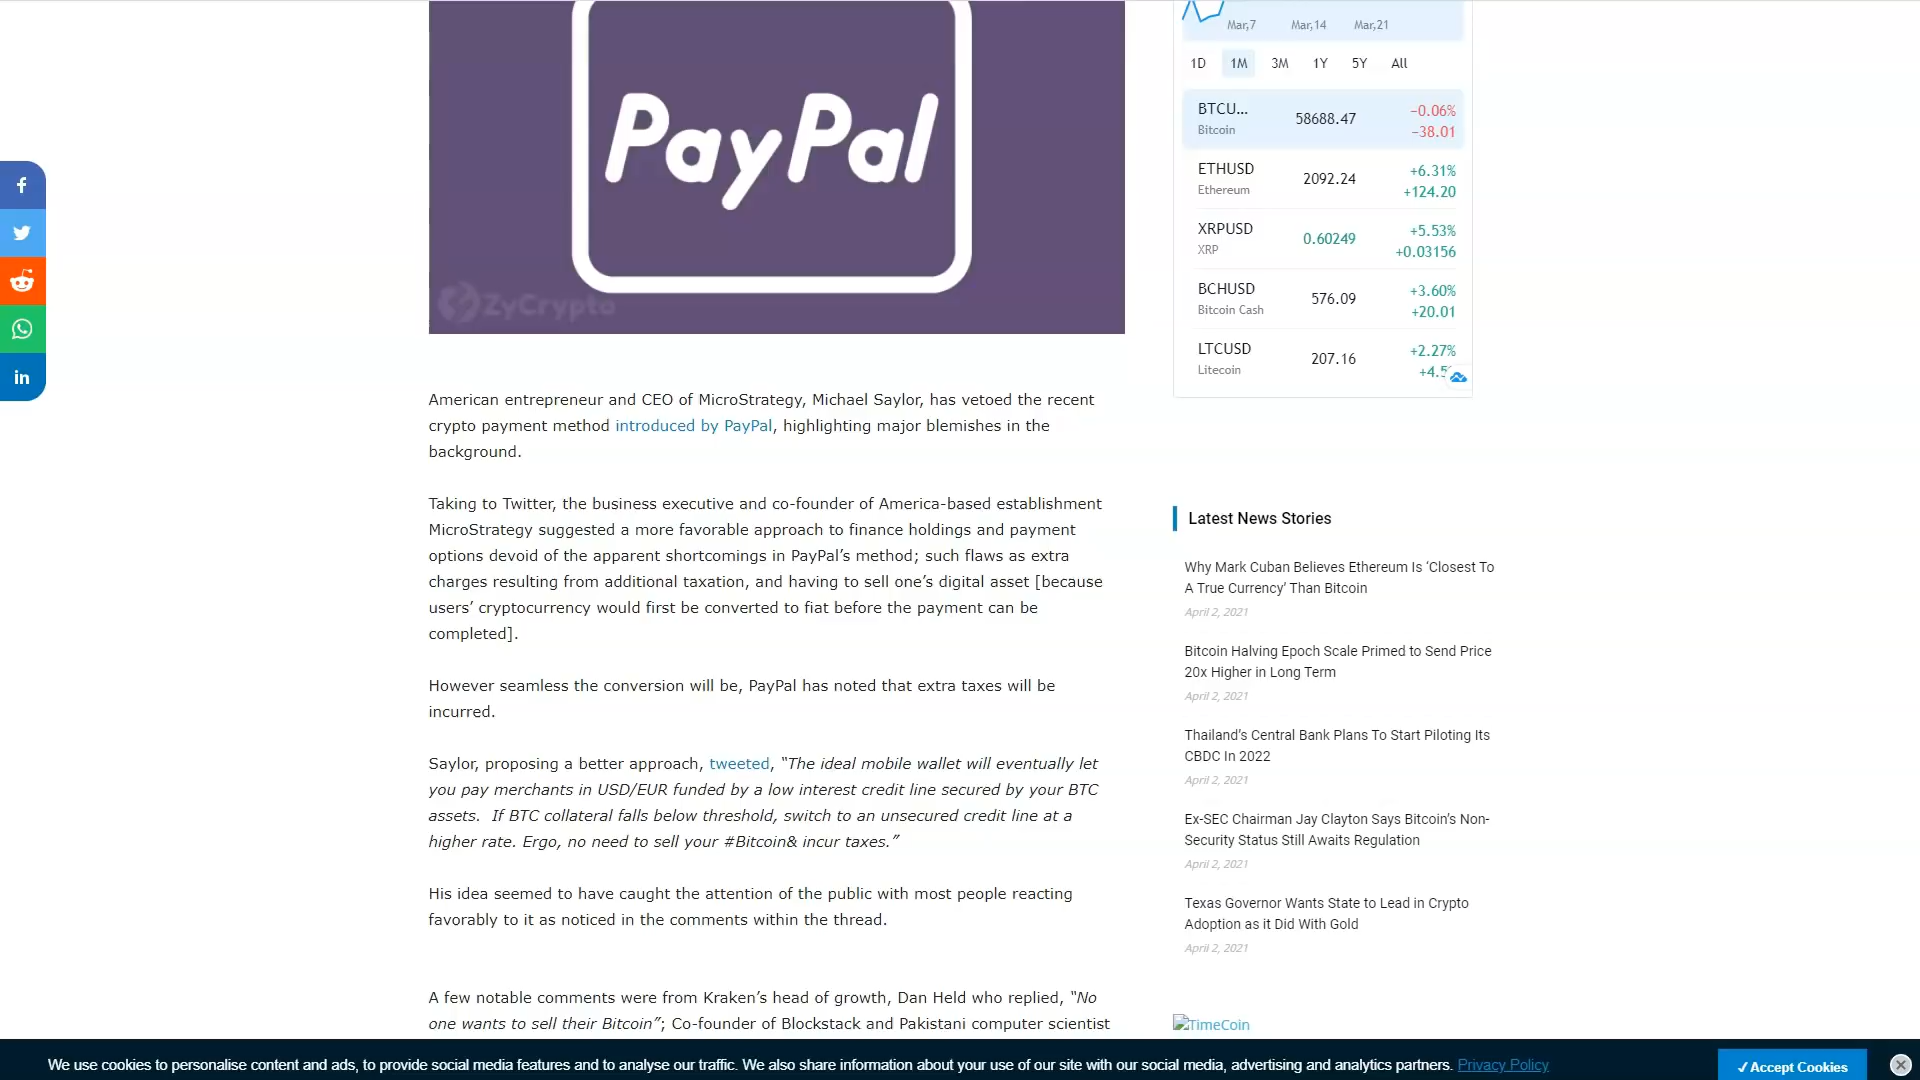 PayPal
ZyCrypto
American entrepreneur and CEO of MicroStrategy, Michael Saylor, has vetoed the recent
crypto payment method introduced by PayPal, highlighting major blemishes in the
background.
Taking to Twitter, the business executive and co-founder of America-based establishment
MicroStrategy suggested a more favorable approach to finance holdings and payment
options devoid of the apparent shortcomings in PayPal’s method; such flaws as extra
charges resulting from additional taxation, and having to sell one’s digital asset [because
users’ cryptocurrency would first be converted to fiat before the payment can be
completed].
However seamless the conversion will be, PayPal has noted that extra taxes will be
incurred.
Saylor, proposing a better approach, tweeted, “The ideal mobile wallet will eventually let
you pay merchants in USD/EUR funded by a low interest credit line secured by your BTC
assets.  If BTC collateral falls below threshold, switch to an unsecured credit line at a
higher rate. Ergo, no need to sell your #Bitcoin& incur taxes.”
His idea seemed to have caught the attention of the public with most people reacting
favorably to it as noticed in the comments within the thread.
A few notable comments were from Kraken’s head of growth, Dan Held who replied, “No
one wants to sell their Bitcoin”; Co-founder of Blockstack and Pakistani computer scientist
Mar,7 Mar,14 Mar,21
1D 1M 3M 1Y 5Y All
BTCU... 58688.47 −0.06%
Bitcoin −38.01
ETHUSD 2092.24 +6.31%
Ethereum +124.20
XRPUSD 0.60249 +5.53%
XRP +0.03156
BCHUSD 576.09 +3.60%
Bitcoin Cash +20.01
LTCUSD 207.16 +2.27%
Litecoin +4.5
Latest News Stories
Why Mark Cuban Believes Ethereum Is ‘Closest To
A True Currency’ Than Bitcoin
April 2, 2021
Bitcoin Halving Epoch Scale Primed to Send Price
20x Higher in Long Term
April 2, 2021
Thailand’s Central Bank Plans To Start Piloting Its
CBDC In 2022
April 2, 2021
Ex-SEC Chairman Jay Clayton Says Bitcoin’s Non-
Security Status Still Awaits Regulation
April 2, 2021
Texas Governor Wants State to Lead in Crypto
Adoption as it Did With Gold
April 2, 2021
TimeCoin
We use cookies to personalise content and ads, to provide social media features and to analyse our traffic. We also share information about your use of our site with our social media, advertising and analytics partners. Privacy Policy
✓Accept Cookies